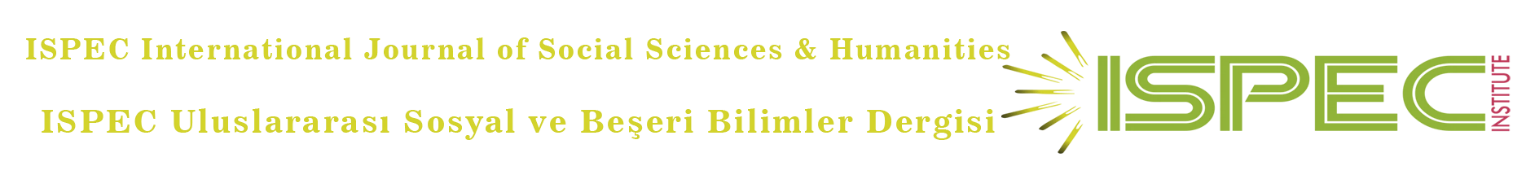 ISPEC International Journal of Social Sciences & Humanities
ISPEC Uluslararası Sosyal ve Beşeri Bilimler Dergisi
ISPEC
INSTITUTE